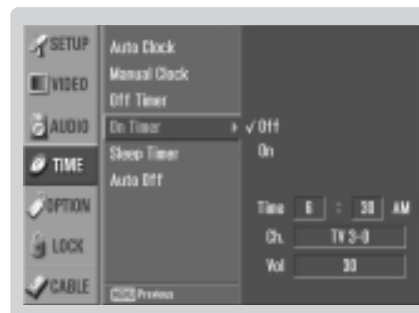 SETUP
VIDEO
AUDIO
TIME
OPTION
LOCK
CABLE
Auto Clock
Manual Clock
Off Timer
On Timer
Sleep Timer
Auto Off
MENU Previous
√ Off
On
Time 6 : 30 AM
Ch. TV 3-0
Vol 30